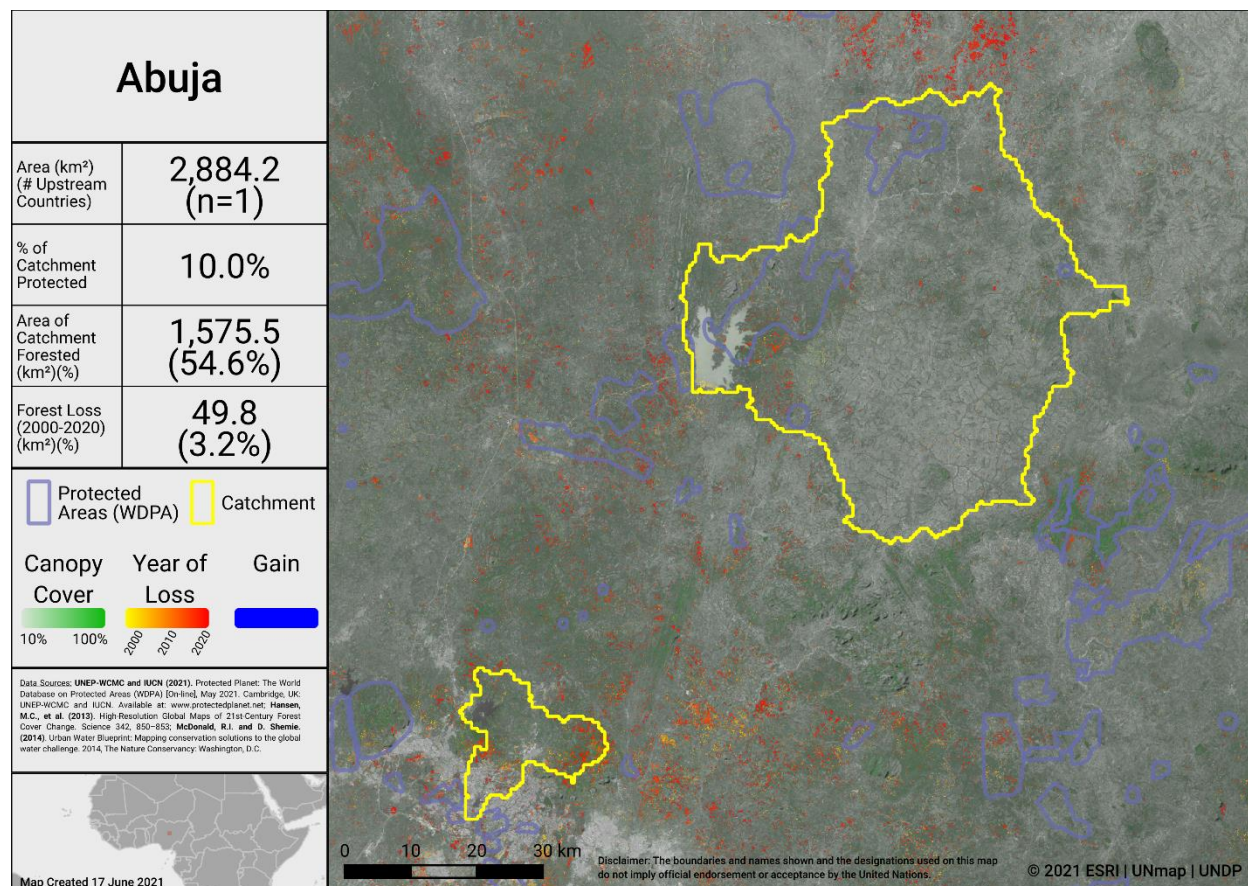 Abuja
Area (km²)
(# Upstream
Countries)
2,884.2
(n=1)
% of
Catchment
Protected
10.0%
Area of
Catchment
Forested
(km²)(%)
1,575.5
(54.6%)
Forest Loss
(2000-2020)
(km²)(%)
49.8
(3.2%)
Protected
Areas (WDPA)
Catchment
Canopy
Cover
10% 100%
Year of
Loss
2000 2010 2020
Gain
Data Sources: UNEP-WCMC and IUCN (2021). Protected Planet: The World
Database on Protected Areas (WDPA) [On-line], May 2021. Cambridge, UK:
UNEP-WCMC and IUCN. Available at: www.protectedplanet.net; Hansen,
M.C., et al. (2013). High-Resolution Global Maps of 21st-Century Forest
Cover Change. Science 342, 850–853; McDonald, R.I. and D. Shemie.
(2014). Urban Water Blueprint: Mapping conservation solutions to the global
water challenge. 2014, The Nature Conservancy: Washington, D.C.
Map Created 17 June 2021
0 10 20 30 km
Disclaimer: The boundaries and names shown and the designations used on this map
do not imply official endorsement or acceptance by the United Nations.
© 2021 ESRI | UNmap | UNDP